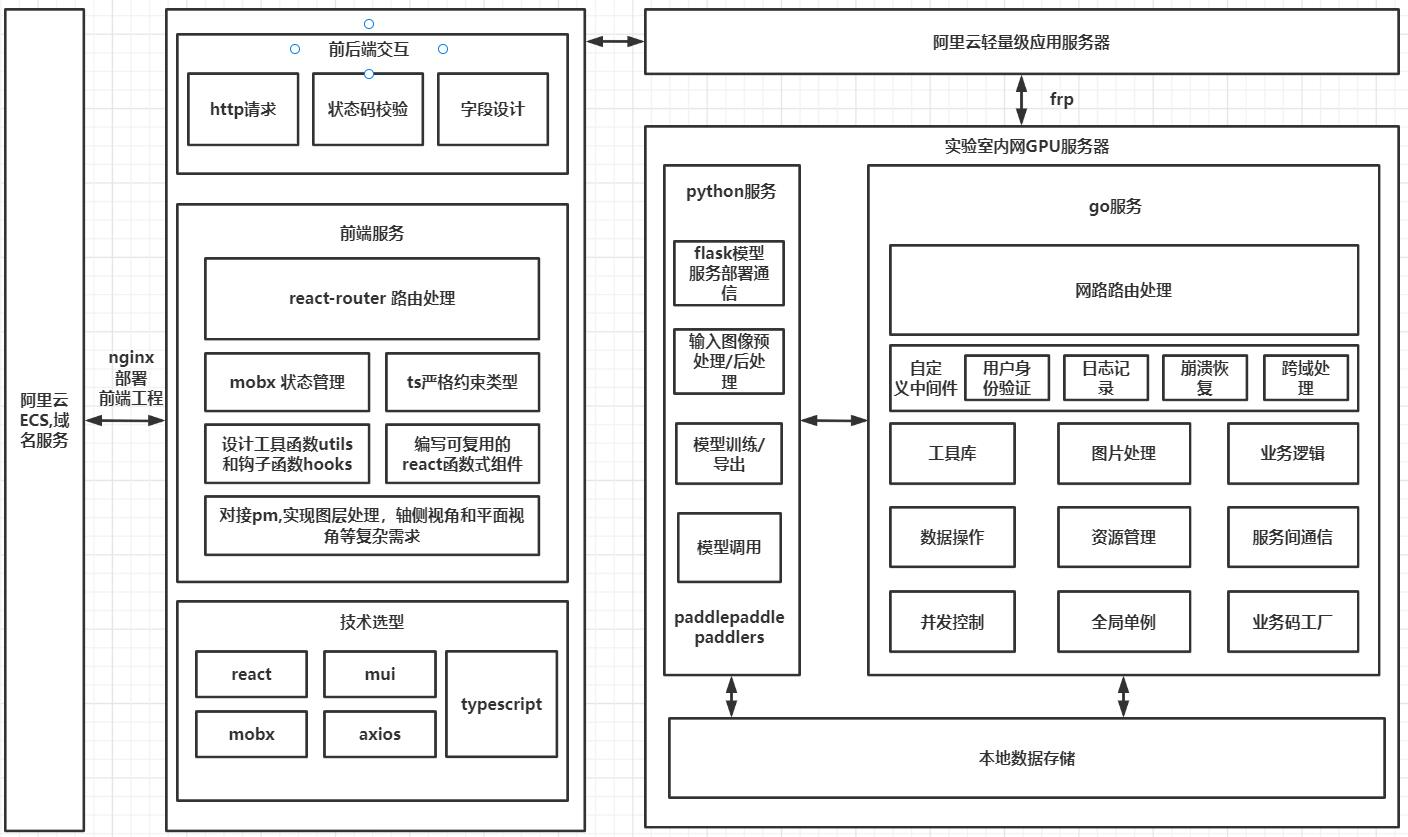 阿里云
ECS,域
名服务
nginx
部署
前端工程
前后端交互
http请求
状态码校验
字段设计
前端服务
react-router 路由处理
mobx 状态管理
ts严格约束类型
设计工具函数utils
和钩子函数hooks
编写可复用的
react函数式组件
对接pm,实现图层处理，轴侧视角和平面视
角等复杂需求
技术选型
react
mui
typescript
mobx
axios
阿里云轻量级应用服务器
frp
实验室内网GPU服务器
python服务
flask模型
服务部署通
信
输入图像预
处理/后处
理
模型训练/
导出
模型调用
paddlepaddle
paddlers
go服务
网路路由处理
自定
义中间件
用户身
份验证
日志记
录
崩溃恢
复
跨域处
理
工具库
图片处理
业务逻辑
数据操作
资源管理
服务间通信
并发控制
全局单例
业务码工厂
本地数据存储